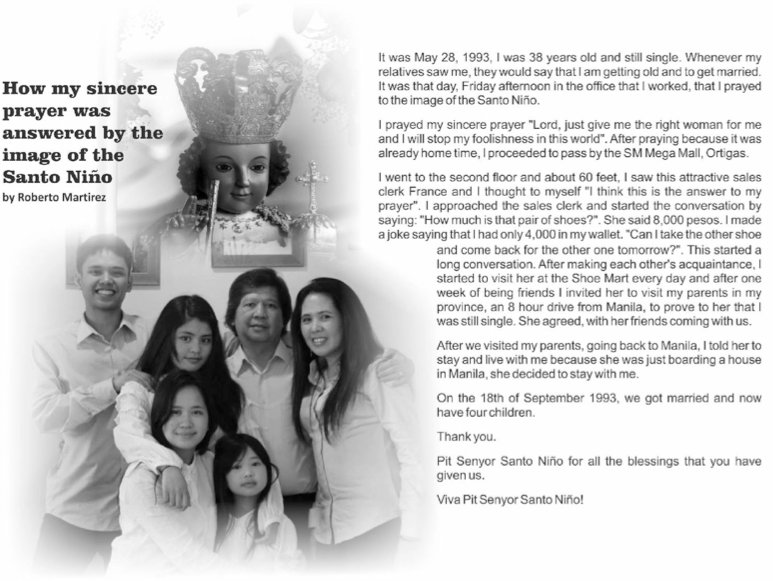 How my sincere
prayer was
answered by the
image of the
Santo Niño
by Roberto Martirez
It was May 28, 1993, I was 38 years old and still single. Whenever my
relatives saw me, they would say that I am getting old and to get married.
It was that day, Friday afternoon in the office that I worked, that I prayed
to the image of the Santo Niño.
I prayed my sincere prayer "Lord, just give me the right woman for me
and I will stop my foolishness in this world". After praying because it was
already home time, I proceeded to pass by the SM Mega Mall, Ortigas.
I went to the second floor and about 60 feet, I saw this attractive sales
clerk France and I thought to myself "I think this is the answer to my
prayer". I approached the sales clerk and started the conversation by
saying: "How much is that pair of shoes?". She said 8,000 pesos. I made
a joke saying that I had only 4,000 in my wallet. "Can I take the other shoe
and come back for the other one tomorrow?". This started a
long conversation. After making each other's acquaintance, I
started to visit her at the Shoe Mart every day and after one
week of being friends I invited her to visit my parents in my
province, an 8 hour drive from Manila, to prove to her that I
was still single. She agreed, with her friends coming with us.
After we visited my parents, going back to Manila, I told her to
stay and live with me because she was just boarding a house
in Manila, she decided to stay with me.
On the 18th of September 1993, we got married and now
have four children.
Thank you.
Pit Senyor Santo Niño for all the blessings that you have
given us.
Viva Pit Senyor Santo Niño!